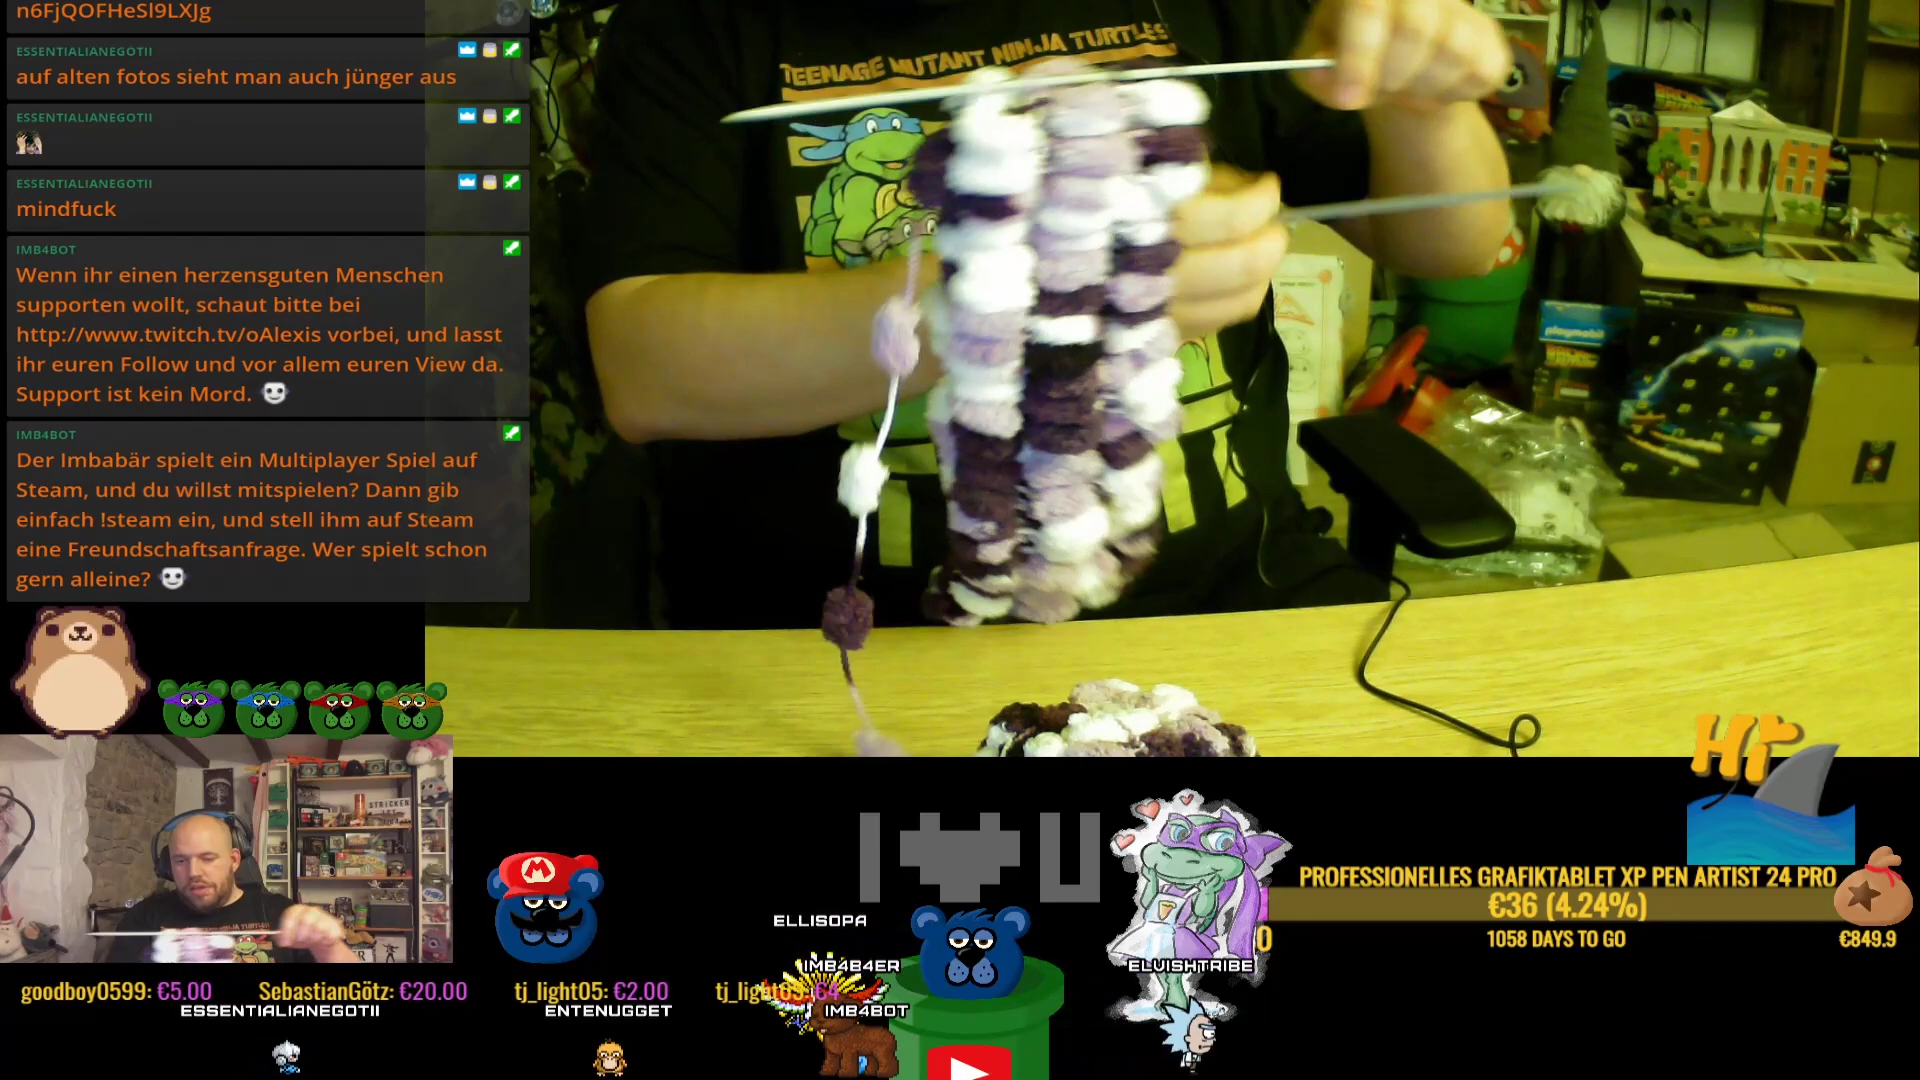 n6FjQOFHeSl9LXJg
ESSENTIALIANEGOTII
auf alten fotos sieht man auch jünger aus
ESSENTIALIANEGOTII
ESSENTIALIANEGOTII
mindfuck
IMB4BOT
Wenn ihr einen herzensguten Menschen
supporten wollt, schaut bitte bei
http://www.twitch.tv/oAlexis vorbei, und lasst
ihr euren Follow und vor allem euren View da.
Support ist kein Mord.
IMB4BOT
Der Imbabär spielt ein Multiplayer Spiel auf
Steam, und du willst mitspielen? Dann gib
einfach !steam ein, und stell ihm auf Steam
eine Freundschaftsanfrage. Wer spielt schon
gern alleine?
TEENAGE MUTANT NINJA TURTLES
playmobil
STRICKEN
Hi
I U
M
PROFESSIONELLES GRAFIKTABLET XP PEN ARTIST 24 PRO
€36 (4.24%)
0
1058 DAYS TO GO
€849.9
ELLISOPA
IMB4B4ER
ELVISHTRIBE
goodboy0599: €5.00
SebastianGötz: €20.00
tj_light05: €2.00
tj_light05: €4
ESSENTIALIANEGOTII
ENTENUGGET
IMB4BOT